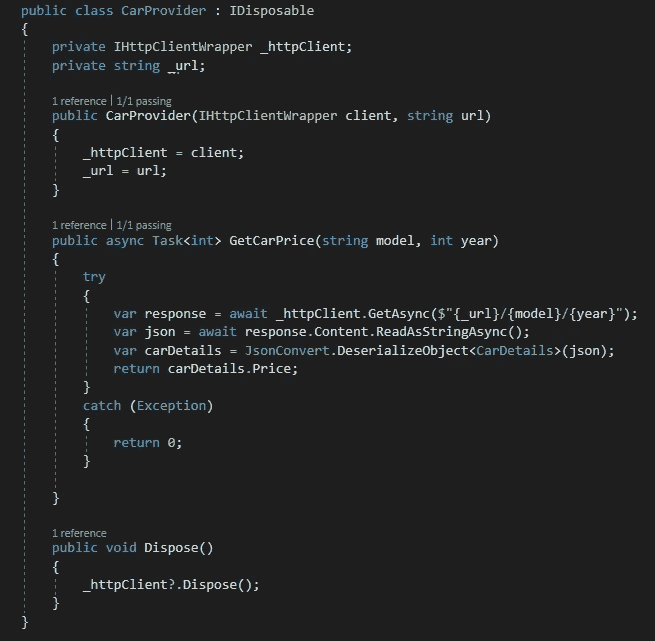 public class CarProvider : IDisposable
{
    private IHttpClientWrapper _httpClient;
    private string _url;

    1 reference | 1/1 passing
    public CarProvider(IHttpClientWrapper client, string url)
    {
        _httpClient = client;
        _url = url;
    }

    1 reference | 1/1 passing
    public async Task<int> GetCarPrice(string model, int year)
    {
        try
        {
            var response = await _httpClient.GetAsync($"{_url}/{model}/{year}");
            var json = await response.Content.ReadAsStringAsync();
            var carDetails = JsonConvert.DeserializeObject<CarDetails>(json);
            return carDetails.Price;
        }
        catch (Exception)
        {
            return 0;
        }

    }

    1 reference
    public void Dispose()
    {
        _httpClient?.Dispose();
    }
}